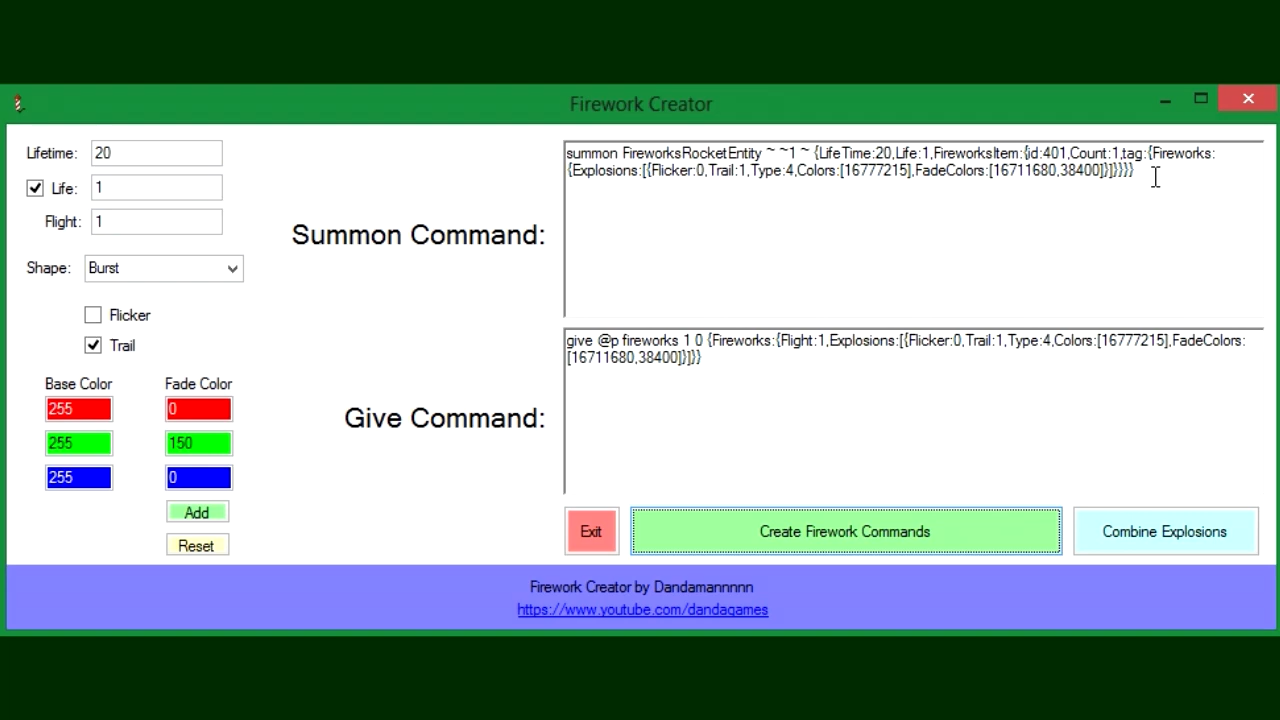 Firework Creator
Lifetime: 20
Life: 1
Flight: 1
Shape: Burst
Flicker
Trail
Base Color Fade Color
255 0
255 150
255 0
Add
Reset
Summon Command:
summon FireworksRocketEntity ~ ~1 ~ {LifeTime:20,Life:1,FireworksItem:{id:401,Count:1,tag:{Fireworks:
{Explosions:[{Flicker:0,Trail:1,Type:4,Colors:[16777215],FadeColors:[16711680,38400]}]}}}}
Give Command:
give @p fireworks 1 0 {Fireworks:{Flight:1,Explosions:[{Flicker:0,Trail:1,Type:4,Colors:[16777215],FadeColors:
[16711680,38400]}]}}
Exit
Create Firework Commands
Combine Explosions
Firework Creator by Dandamannnnn
https://www.youtube.com/dandagames